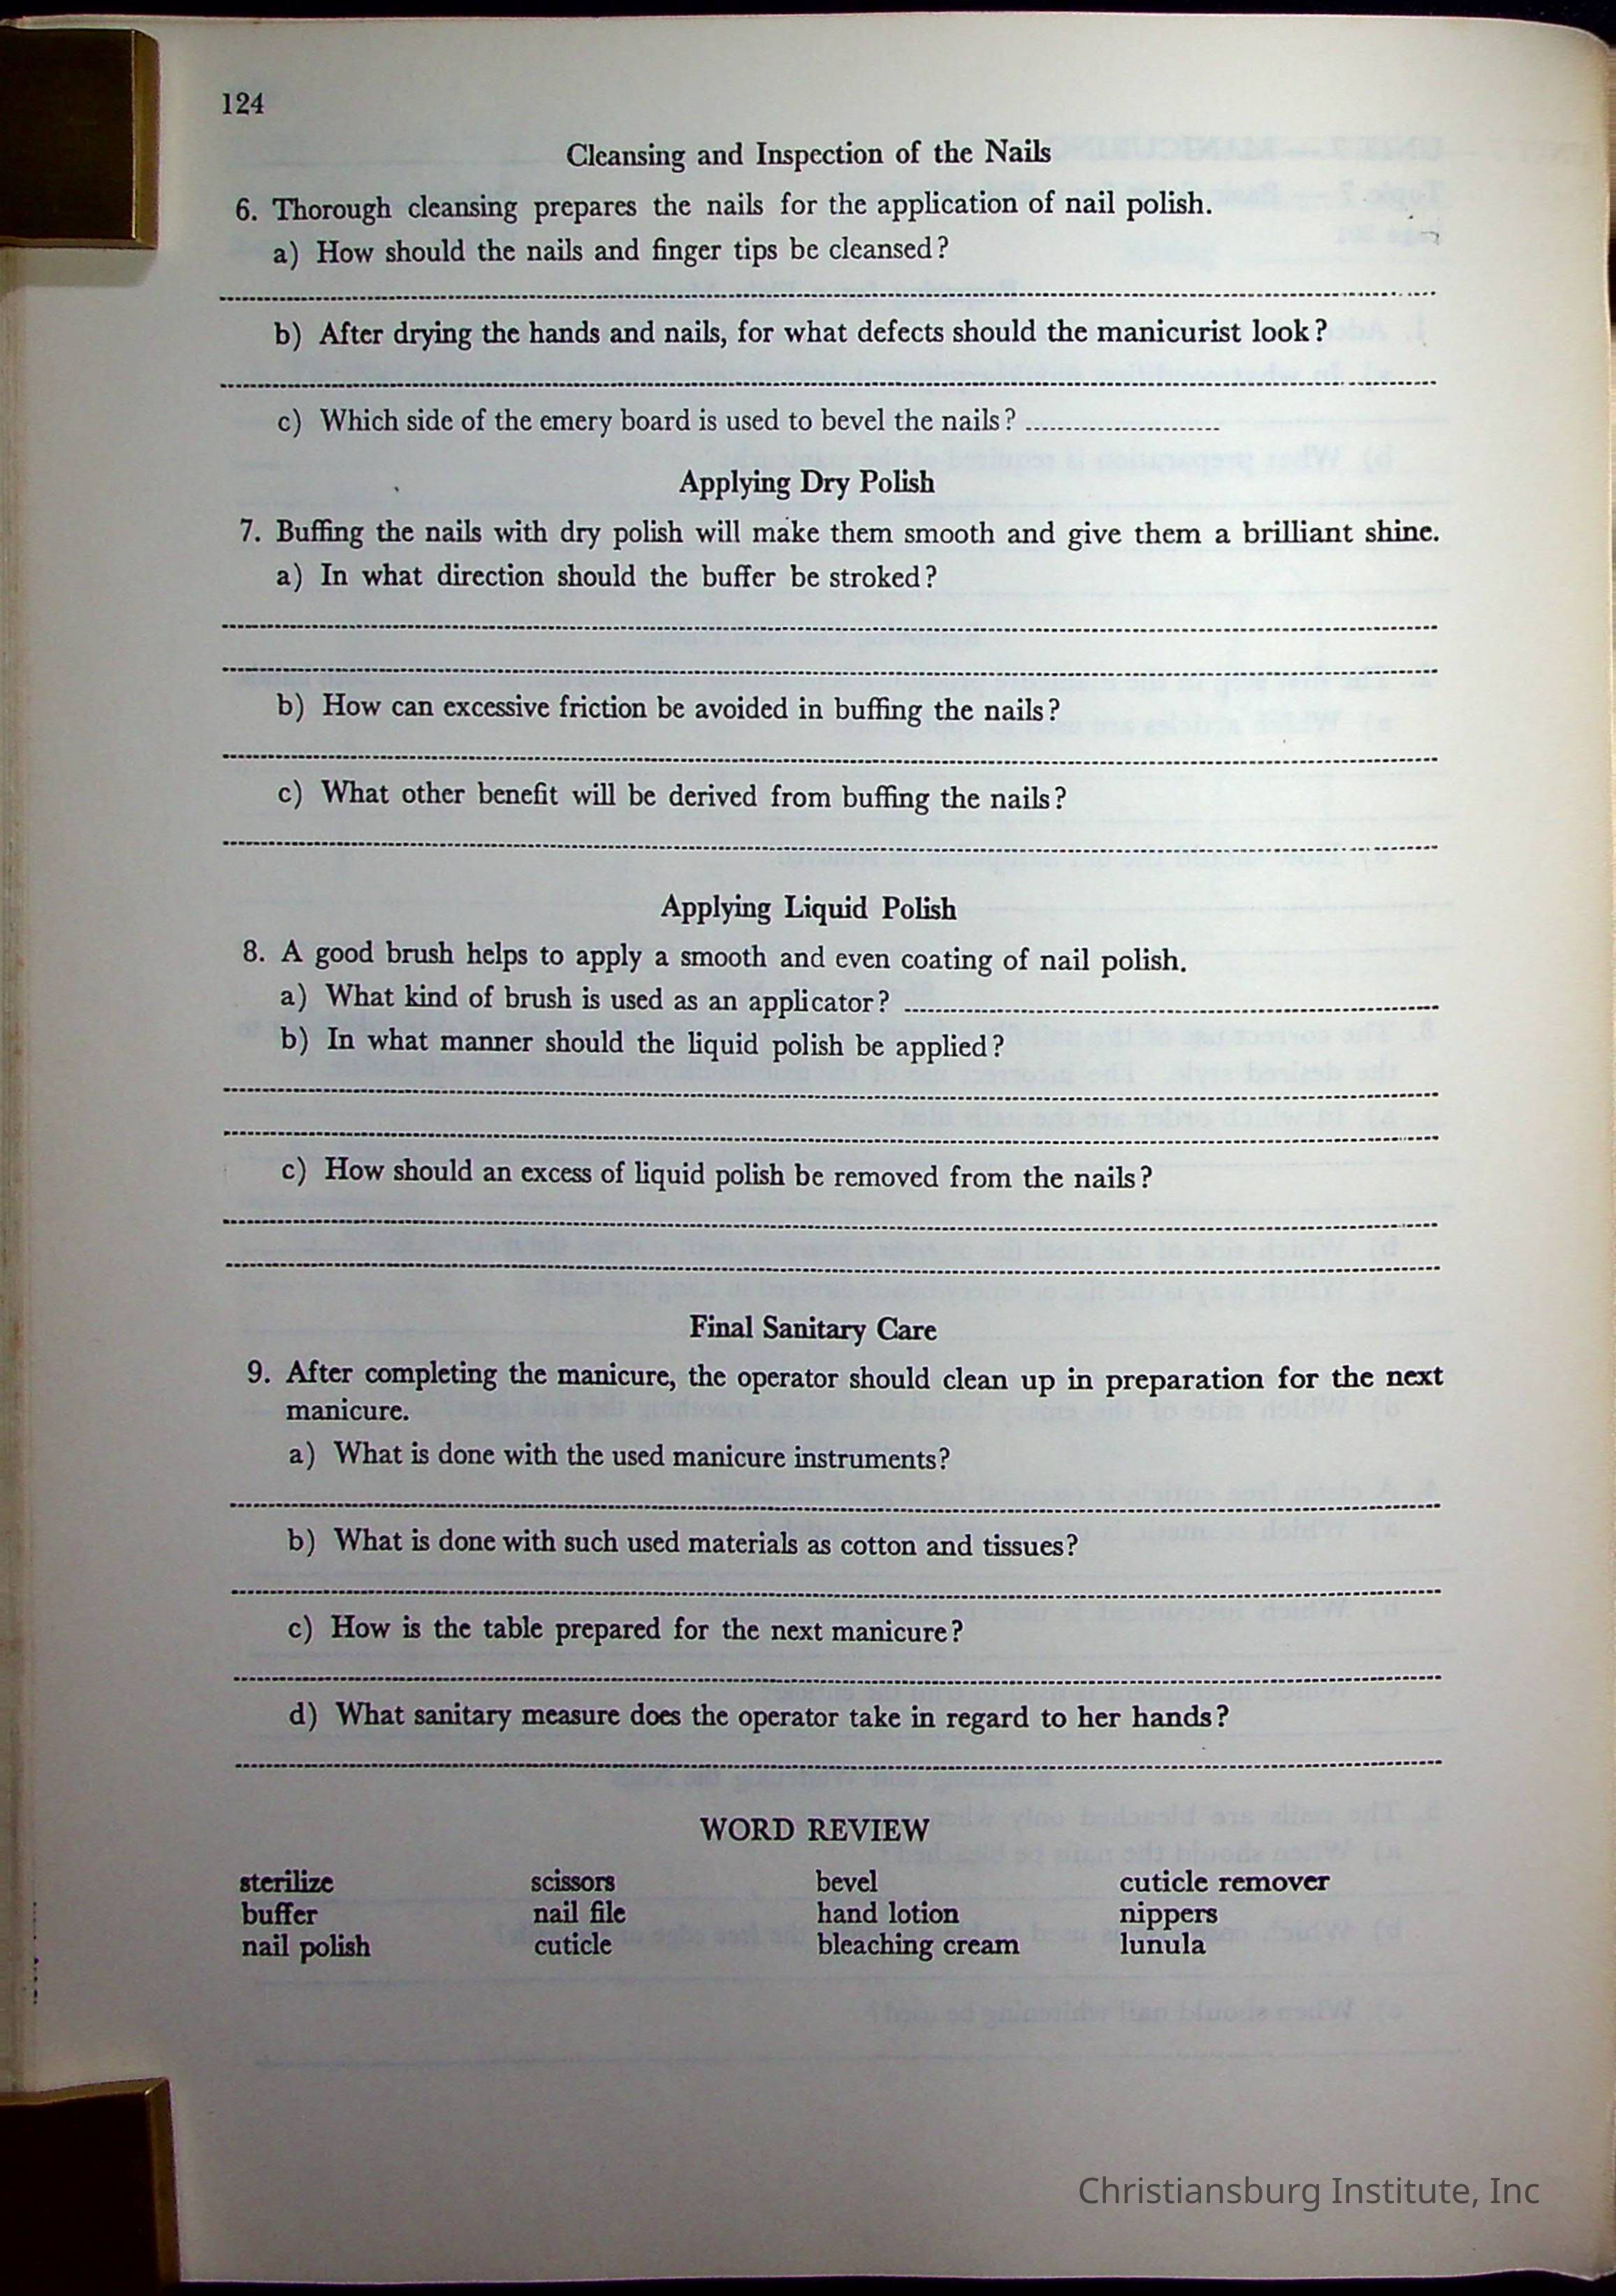 124
Cleansing and Inspection of the Nails
6. Thorough cleansing prepares the nails for the application of nail polish.
a) How should the nails and finger tips be cleansed?
b) After drying the hands and nails, for what defects should the manicurist look?
c) Which side of the emery board is used to bevel the nails?
Applying Dry Polish
7. Buffing the nails with dry polish will make them smooth and give them a brilliant shine.
a) In what direction should the buffer be stroked?
b) How can excessive friction be avoided in buffing the nails?
c) What other benefit will be derived from buffing the nails?
Applying Liquid Polish
8. A good brush helps to apply a smooth and even coating of nail polish.
a) What kind of brush is used as an applicator?
b) In what manner should the liquid polish be applied?
c) How should an excess of liquid polish be removed from the nails?
Final Sanitary Care
9. After completing the manicure, the operator should clean up in preparation for the next
manicure.
a) What is done with the used manicure instruments?
b) What is done with such used materials as cotton and tissues?
c) How is the table prepared for the next manicure?
d) What sanitary measure does the operator take in regard to her hands?
WORD REVIEW
sterilize scissors bevel cuticle remover
buffer nail file hand lotion nippers
nail polish cuticle bleaching cream lunula
Christiansburg Institute, Inc